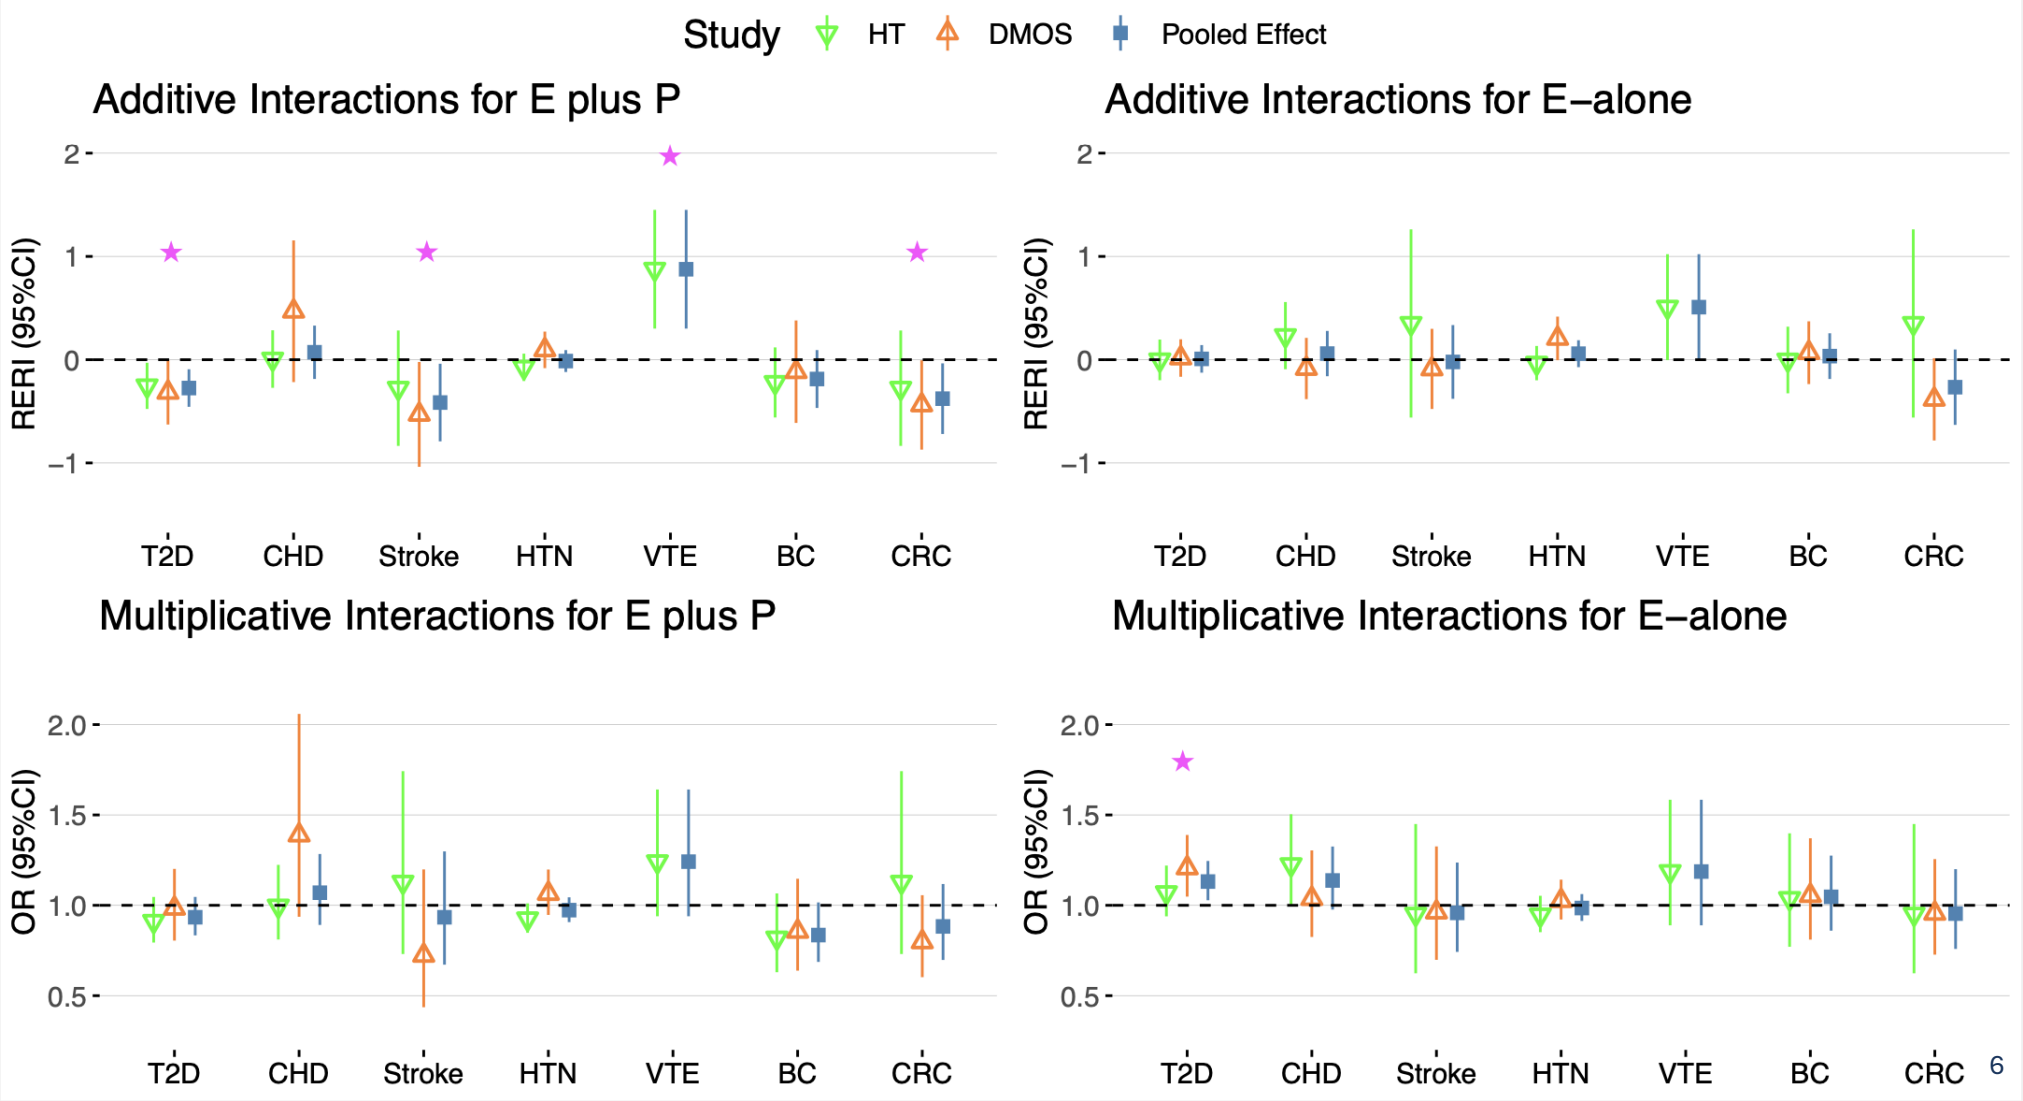 Study HT DMOS Pooled Effect
Additive Interactions for E plus P
RERI (95%CI)
2
1
0
−1
T2D CHD Stroke HTN VTE BC CRC
Additive Interactions for E−alone
RERI (95%CI)
2
1
0
−1
T2D CHD Stroke HTN VTE BC CRC
Multiplicative Interactions for E plus P
OR (95%CI)
2.0
1.5
1.0
0.5
T2D CHD Stroke HTN VTE BC CRC
Multiplicative Interactions for E−alone
OR (95%CI)
2.0
1.5
1.0
0.5
T2D CHD Stroke HTN VTE BC CRC
6